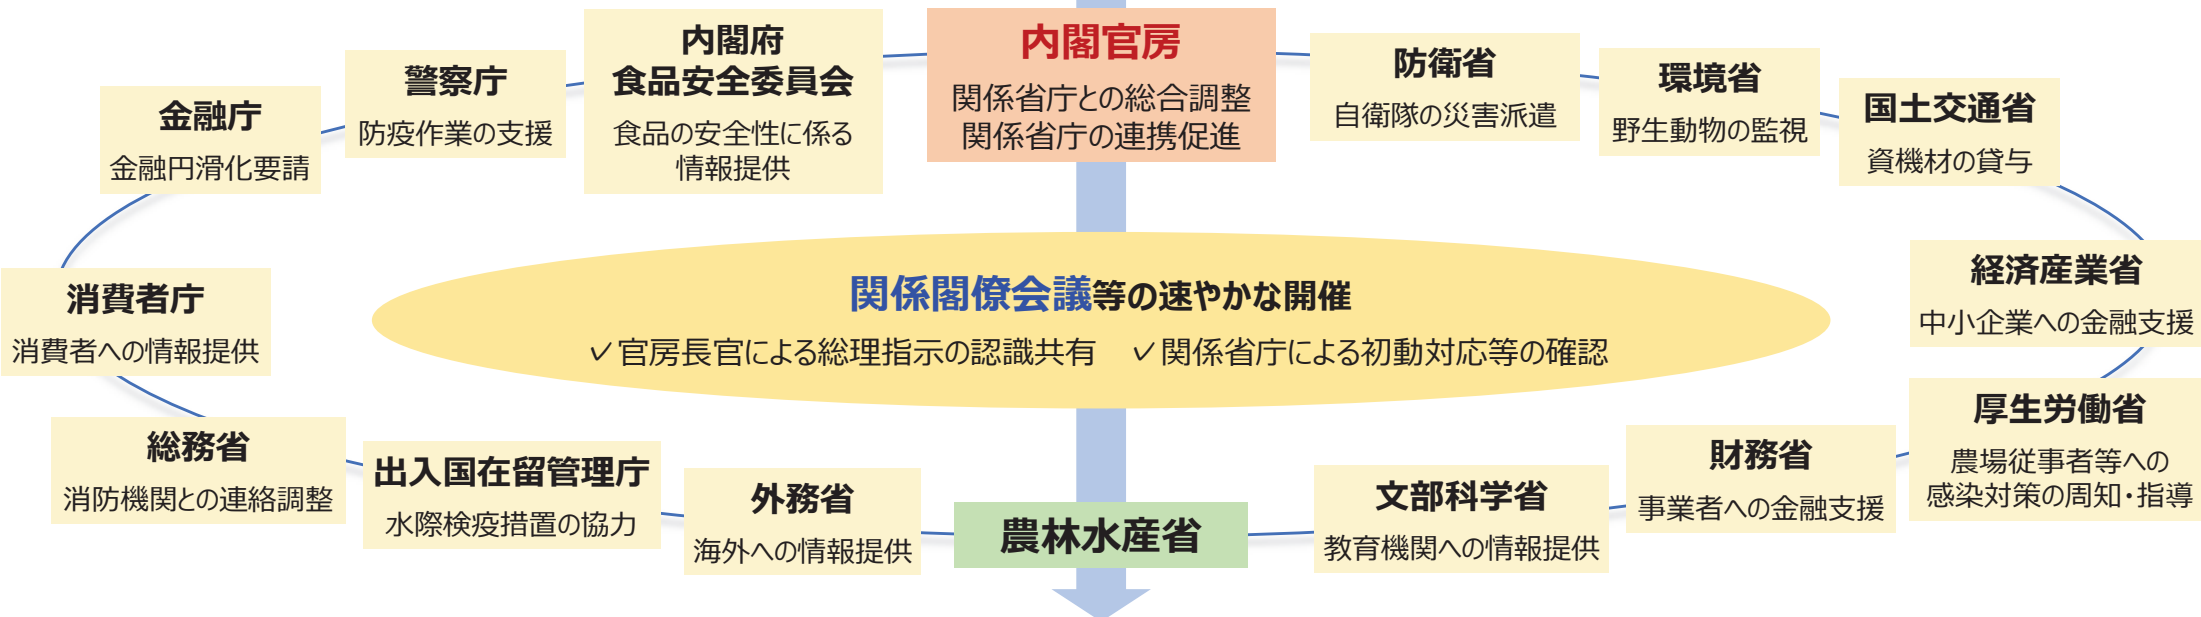 内閣官房
関係省庁との総合調整
関係省庁の連携促進
内閣府
食品安全委員会
食品の安全性に係る
情報提供
警察庁
防疫作業の支援
金融庁
金融円滑化要請
防衛省
自衛隊の災害派遣
環境省
野生動物の監視
国土交通省
資機材の貸与
関係閣僚会議等の速やかな開催
✓官房長官による総理指示の認識共有 ✓関係省庁による初動対応等の確認
消費者庁
消費者への情報提供
経済産業省
中小企業への金融支援
総務省
消防機関との連絡調整
出入国在留管理庁
水際検疫措置の協力
外務省
海外への情報提供
農林水産省
文部科学省
教育機関への情報提供
財務省
事業者への金融支援
厚生労働省
農場従事者等への
感染対策の周知・指導